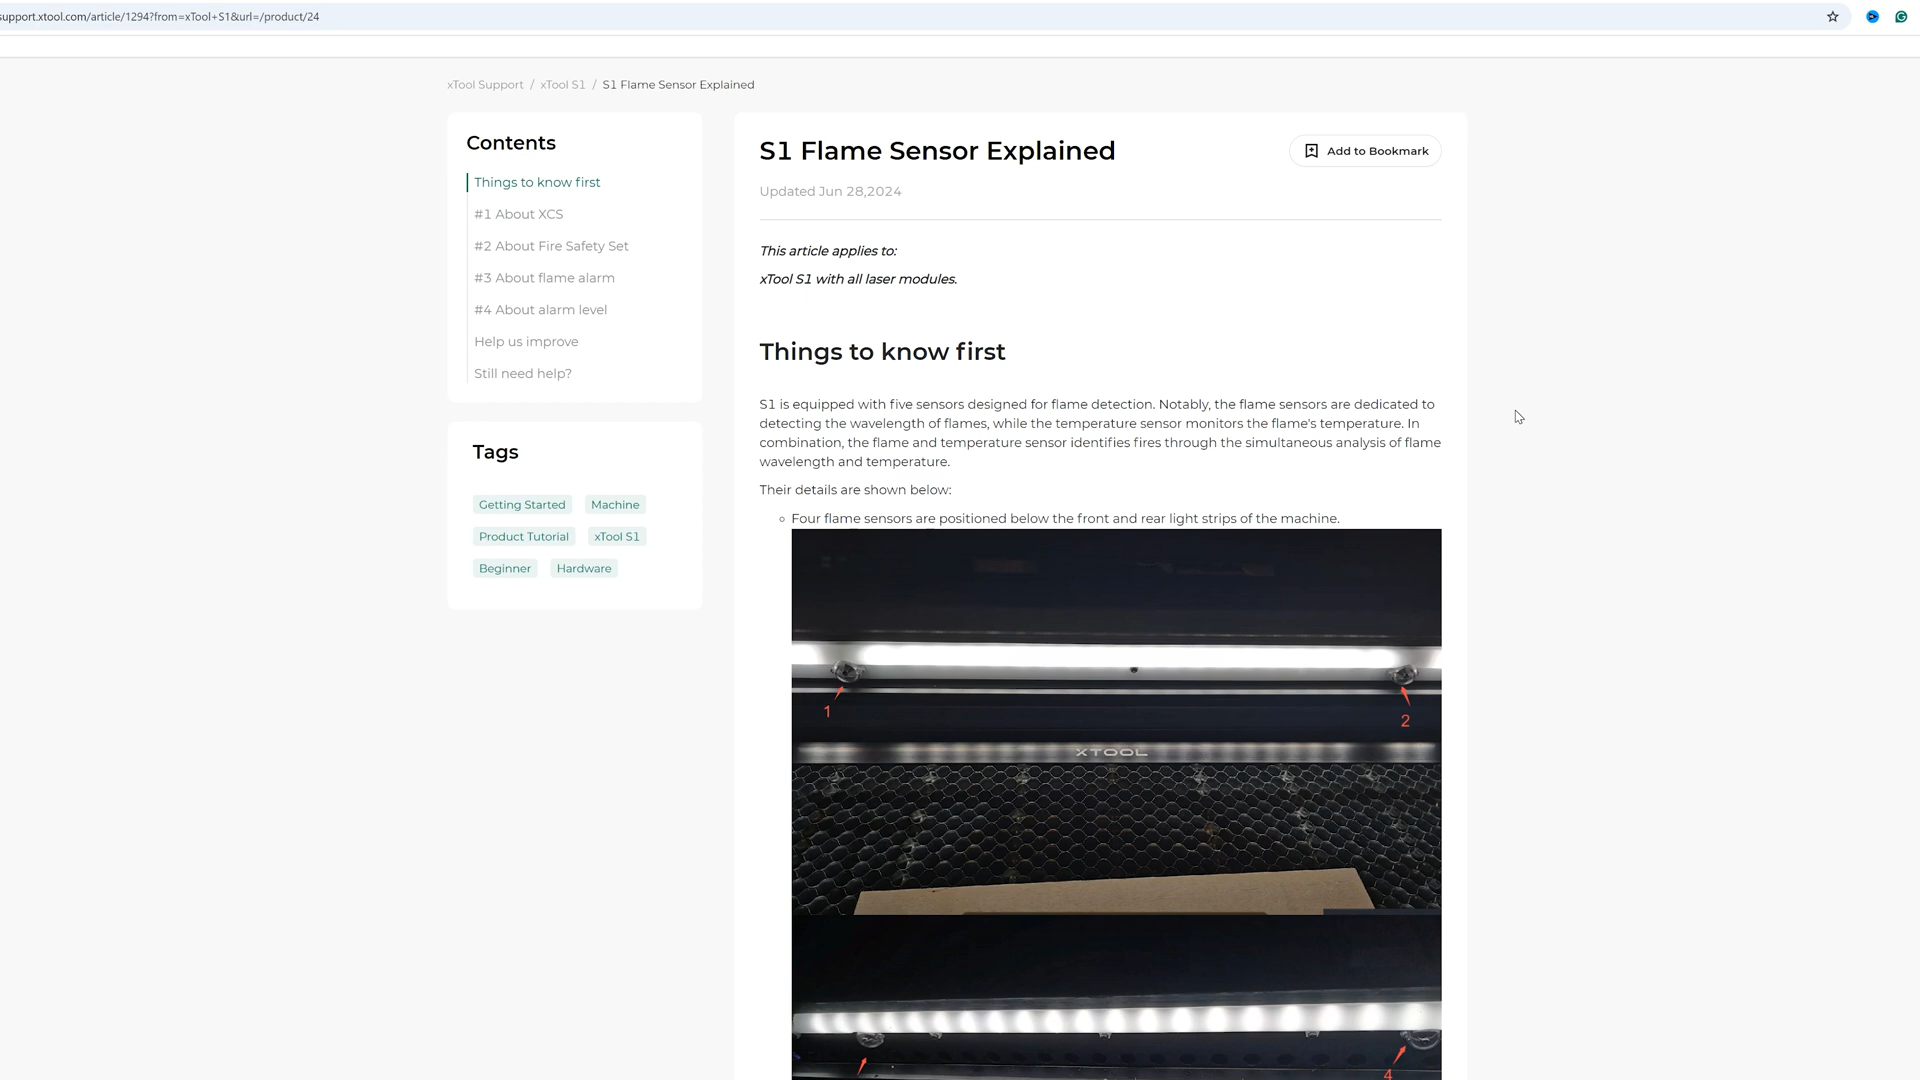 support.xtool.com/article/1294?from=xTool+S1&url=/product/24
xTool Support / xTool S1 / S1 Flame Sensor Explained
Contents
Things to know first
#1 About XCS
#2 About Fire Safety Set
#3 About flame alarm
#4 About alarm level
Help us improve
Still need help?
Tags
Getting Started Machine
Product Tutorial xTool S1
Beginner Hardware
S1 Flame Sensor Explained
Add to Bookmark
Updated Jun 28,2024
This article applies to:
xTool S1 with all laser modules.
Things to know first
S1 is equipped with five sensors designed for flame detection. Notably, the flame sensors are dedicated to
detecting the wavelength of flames, while the temperature sensor monitors the flame's temperature. In
combination, the flame and temperature sensor identifies fires through the simultaneous analysis of flame
wavelength and temperature.
Their details are shown below:
Four flame sensors are positioned below the front and rear light strips of the machine.
1
2
XTOOL
4